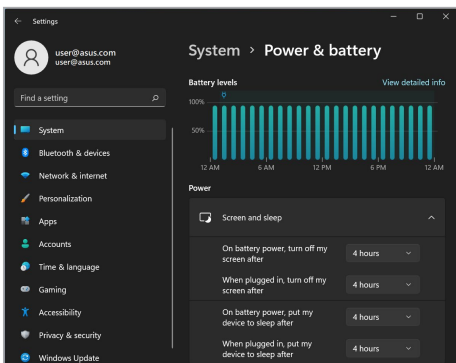 Settings
user@asus.com
user@asus.com
Find a setting
System
Bluetooth & devices
Network & internet
Personalization
Apps
Accounts
Time & language
Gaming
Accessibility
Privacy & security
Windows Update
System > Power & battery
Battery levels
View detailed info
100%
50%
12 AM 6 AM 12 PM 6 PM 12 AM
Power
Screen and sleep
On battery power, turn off my
screen after
4 hours
When plugged in, turn off my
screen after
4 hours
On battery power, put my
device to sleep after
4 hours
When plugged in, put my
device to sleep after
4 hours